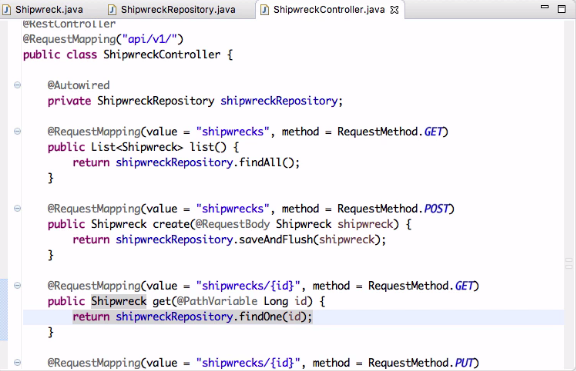 Shipwreck.java ShipwreckRepository.java ShipwreckController.java
@RestController
@RequestMapping("api/v1/")
public class ShipwreckController {
@Autowired
private ShipwreckRepository shipwreckRepository;
@RequestMapping(value = "shipwrecks", method = RequestMethod.GET)
public List<Shipwreck> list() {
return shipwreckRepository.findAll();
}
@RequestMapping(value = "shipwrecks", method = RequestMethod.POST)
public Shipwreck create(@RequestBody Shipwreck shipwreck) {
return shipwreckRepository.saveAndFlush(shipwreck);
}
@RequestMapping(value = "shipwrecks/{id}", method = RequestMethod.GET)
public Shipwreck get(@PathVariable Long id) {
return shipwreckRepository.findOne(id);
}
@RequestMapping(value = "shipwrecks/{id}", method = RequestMethod.PUT)